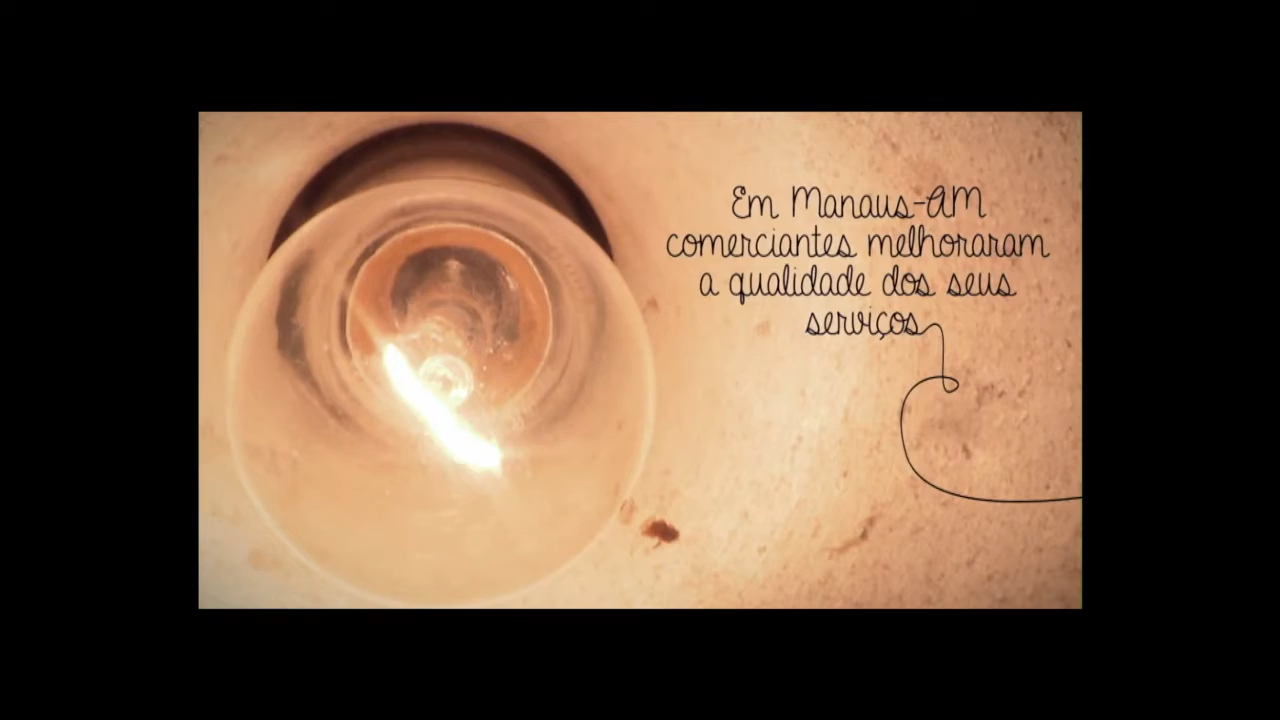 Em Manaus-AM
comerciantes melhoraram
a qualidade dos seus
serviços